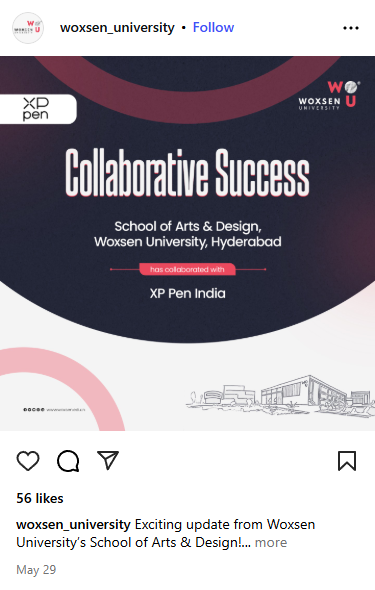 woxsen_university • Follow
XP
pen
WOU
WOXSEN
UNIVERSITY
Collaborative Success
School of Arts & Design,
Woxsen University, Hyderabad
has collaborated with
XP Pen India
56 likes
woxsen_university Exciting update from Woxsen
University's School of Arts & Design!... more
May 29